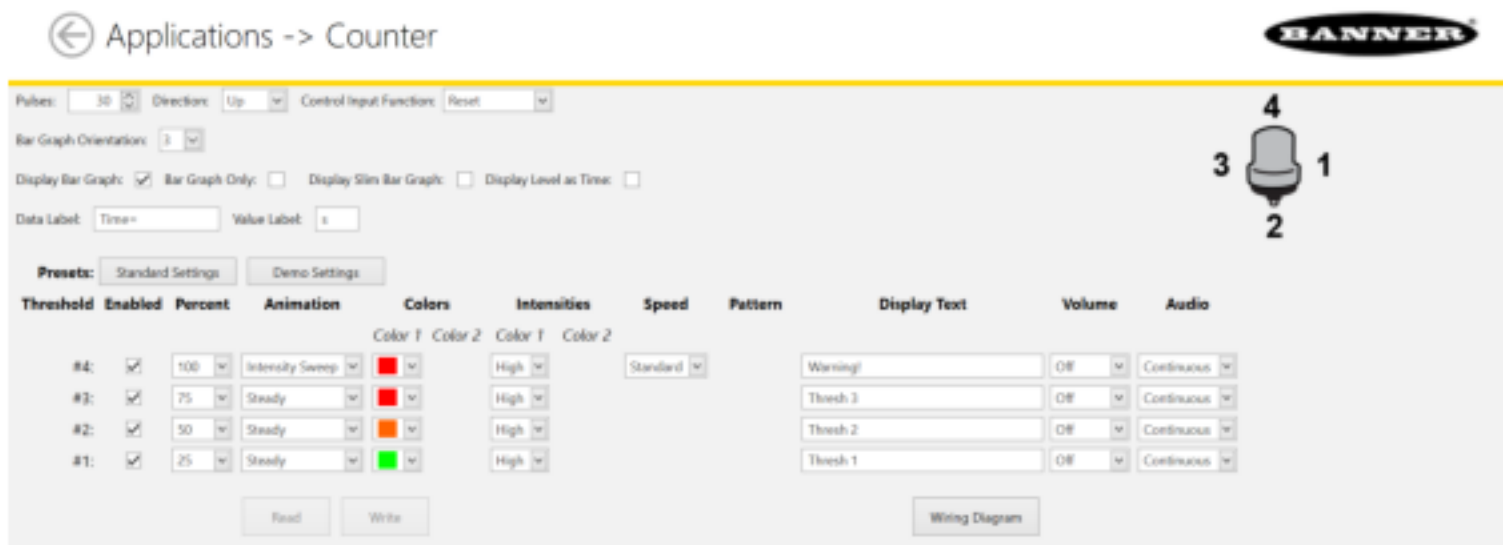 Applications -> Counter
BANNER
Pulses: 30 Direction: Up Control Input Function: Reset
4
Bar Graph Orientation: 3
3 1
Display Bar Graph: Bar Graph Only: Display Slim Bar Graph: Display Level as Time:
Data Label: Time= Value Label: s
2
Presets: Standard Settings Demo Settings
Threshold Enabled Percent Animation Colors Intensities Speed Pattern Display Text Volume Audio
Color 1 Color 2 Color 1 Color 2
#4: 100 Intensity Sweep High Standard Warning! Off Continuous
#3: 75 Steady High Thresh 3 Off Continuous
#2: 50 Steady High Thresh 2 Off Continuous
#1: 25 Steady High Thresh 1 Off Continuous
Read Write Wiring Diagram